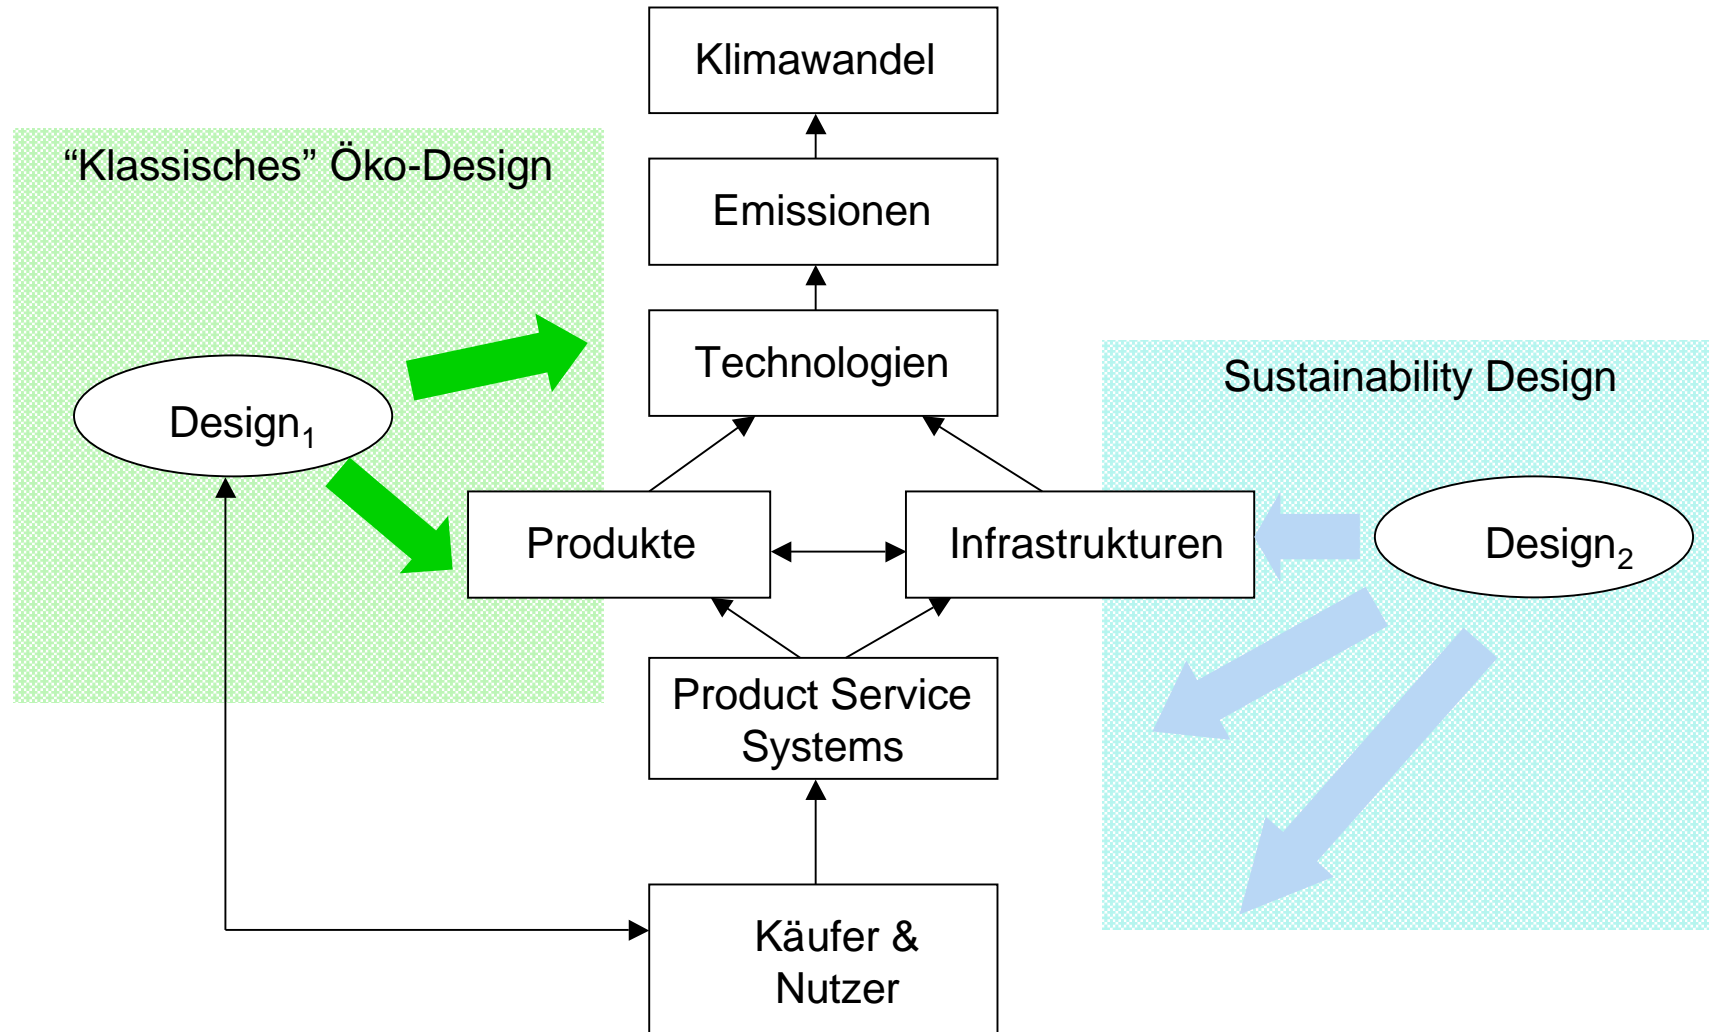 Klimawandel
“Klassisches” Öko-Design
Emissionen
Technologien
Sustainability Design
Design₁
Produkte
Infrastrukturen
Design₂
Product Service
Systems
Käufer &
Nutzer